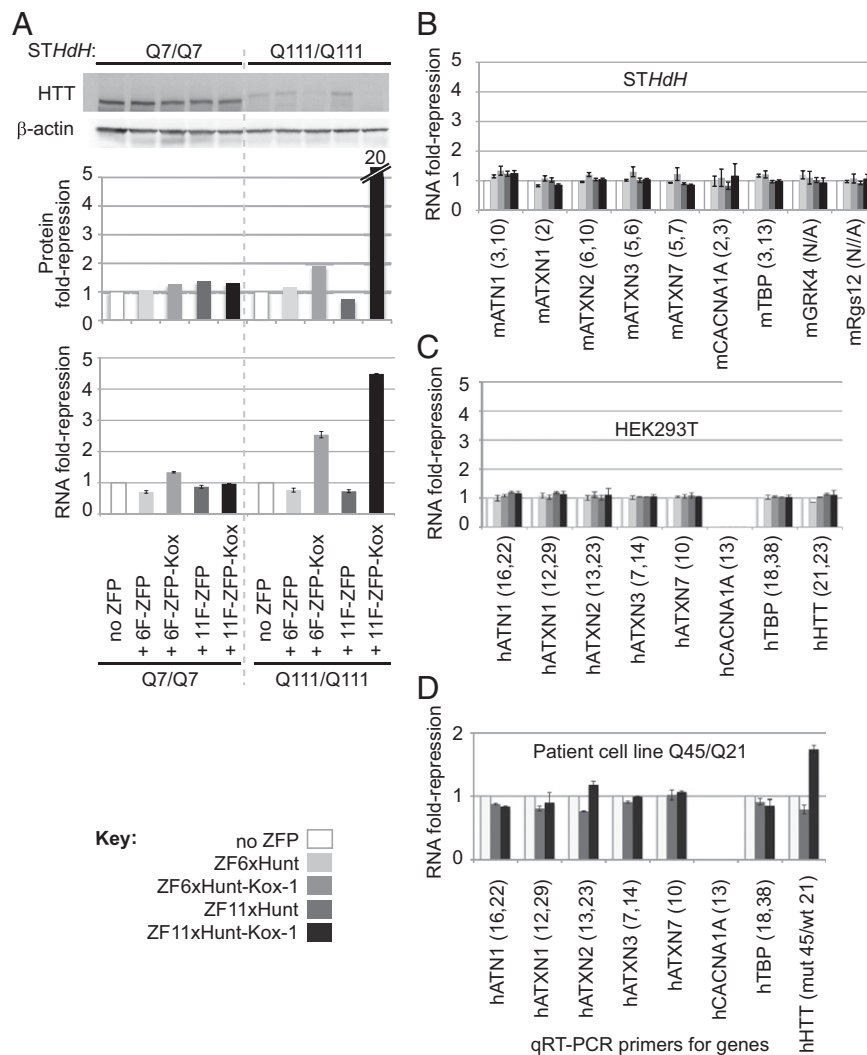 A
STHdH: Q7/Q7 Q111/Q111
HTT
β-actin
20
Protein
fold-repression
5
4
3
2
1
0
RNA fold-repression
5
4
3
2
1
0
no ZFP
+ 6F-ZFP
+ 6F-ZFP-Kox
+ 11F-ZFP
+ 11F-ZFP-Kox
no ZFP
+ 6F-ZFP
+ 6F-ZFP-Kox
+ 11F-ZFP
+ 11F-ZFP-Kox
Q7/Q7 Q111/Q111
Key:
no ZFP
ZF6xHunt
ZF6xHunt-Kox-1
ZF11xHunt
ZF11xHunt-Kox-1
B
STHdH
RNA fold-repression
5
4
3
2
1
0
mATN1 (3,10)
mATXN1 (2)
mATXN2 (6,10)
mATXN3 (5,6)
mATXN7 (5,7)
mCACNA1A (2,3)
mTBP (3,13)
mGRK4 (N/A)
mRgs12 (N//A)
C
HEK293T
RNA fold-repression
5
4
3
2
1
0
hATN1 (16,22)
hATXN1 (12,29)
hATXN2 (13,23)
hATXN3 (7,14)
hATXN7 (10)
hCACNA1A (13)
hTBP (18,38)
hHTT (21,23)
D
Patient cell line Q45/Q21
RNA fold-repression
2
1
0
hATN1 (16,22)
hATXN1 (12,29)
hATXN2 (13,23)
hATXN3 (7,14)
hATXN7 (10)
hCACNA1A (13)
hTBP (18,38)
hHTT (mut 45/wt 21)
qRT-PCR primers for genes